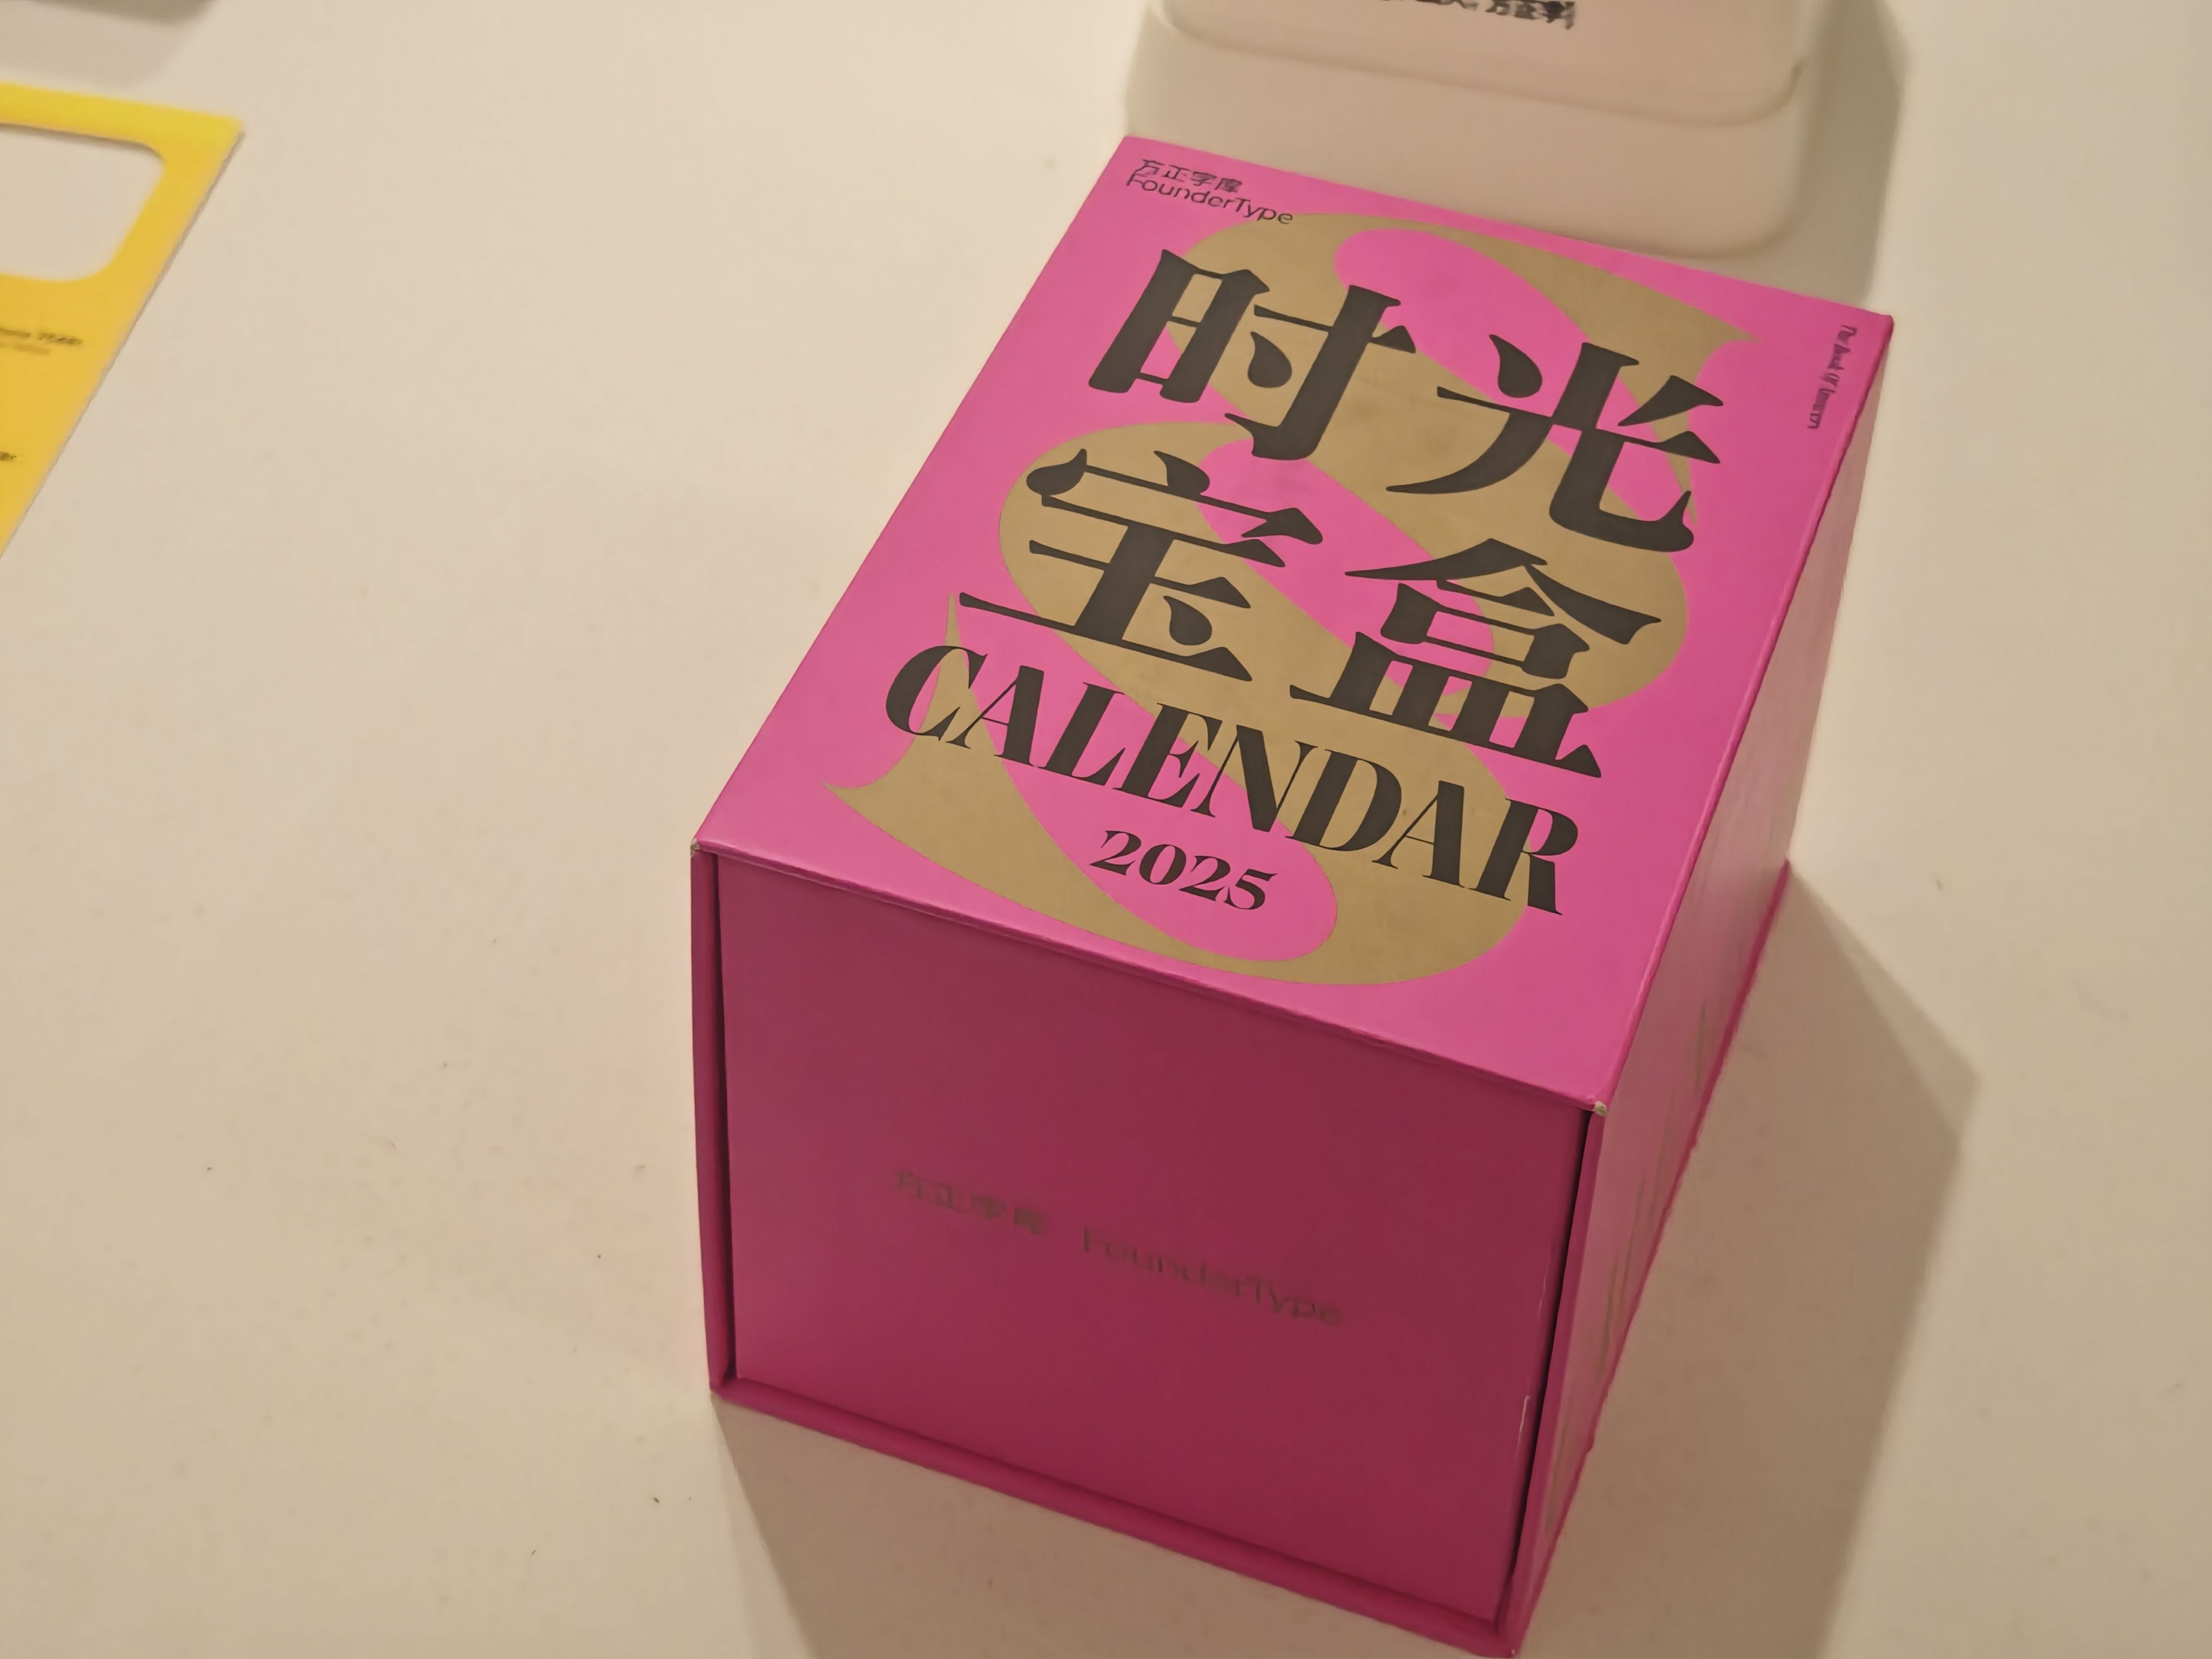 方正字库
FounderType
时光
宝盒
CALENDAR
2025
方正字库 FounderType